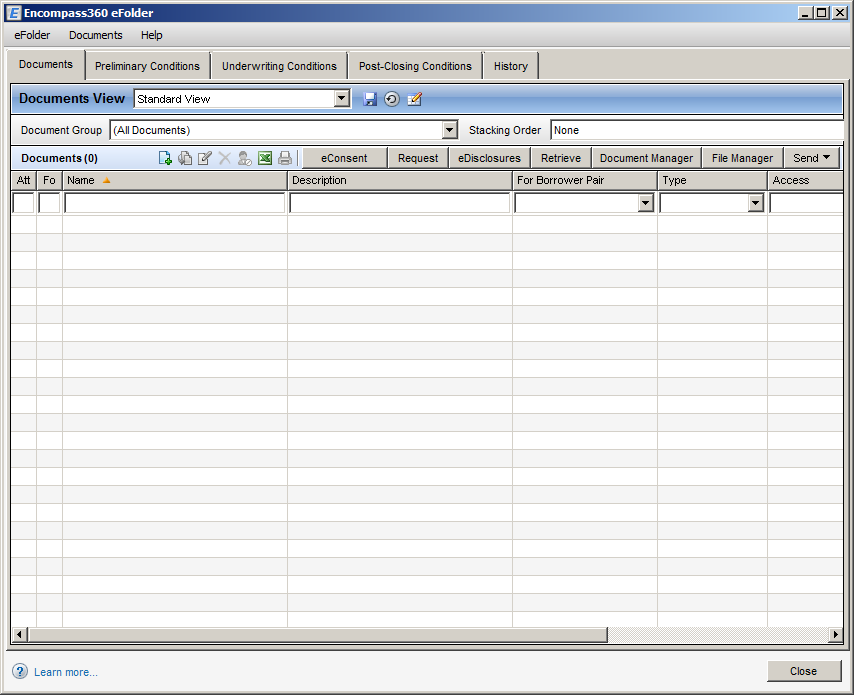 Encompass360 eFolder
eFolder Documents Help
Documents Preliminary Conditions Underwriting Conditions Post-Closing Conditions History
Documents View Standard View
Document Group (All Documents) Stacking Order None
Documents (0) eConsent Request eDisclosures Retrieve Document Manager File Manager Send
Att Fo Name Description For Borrower Pair Type Access
? Learn more... Close